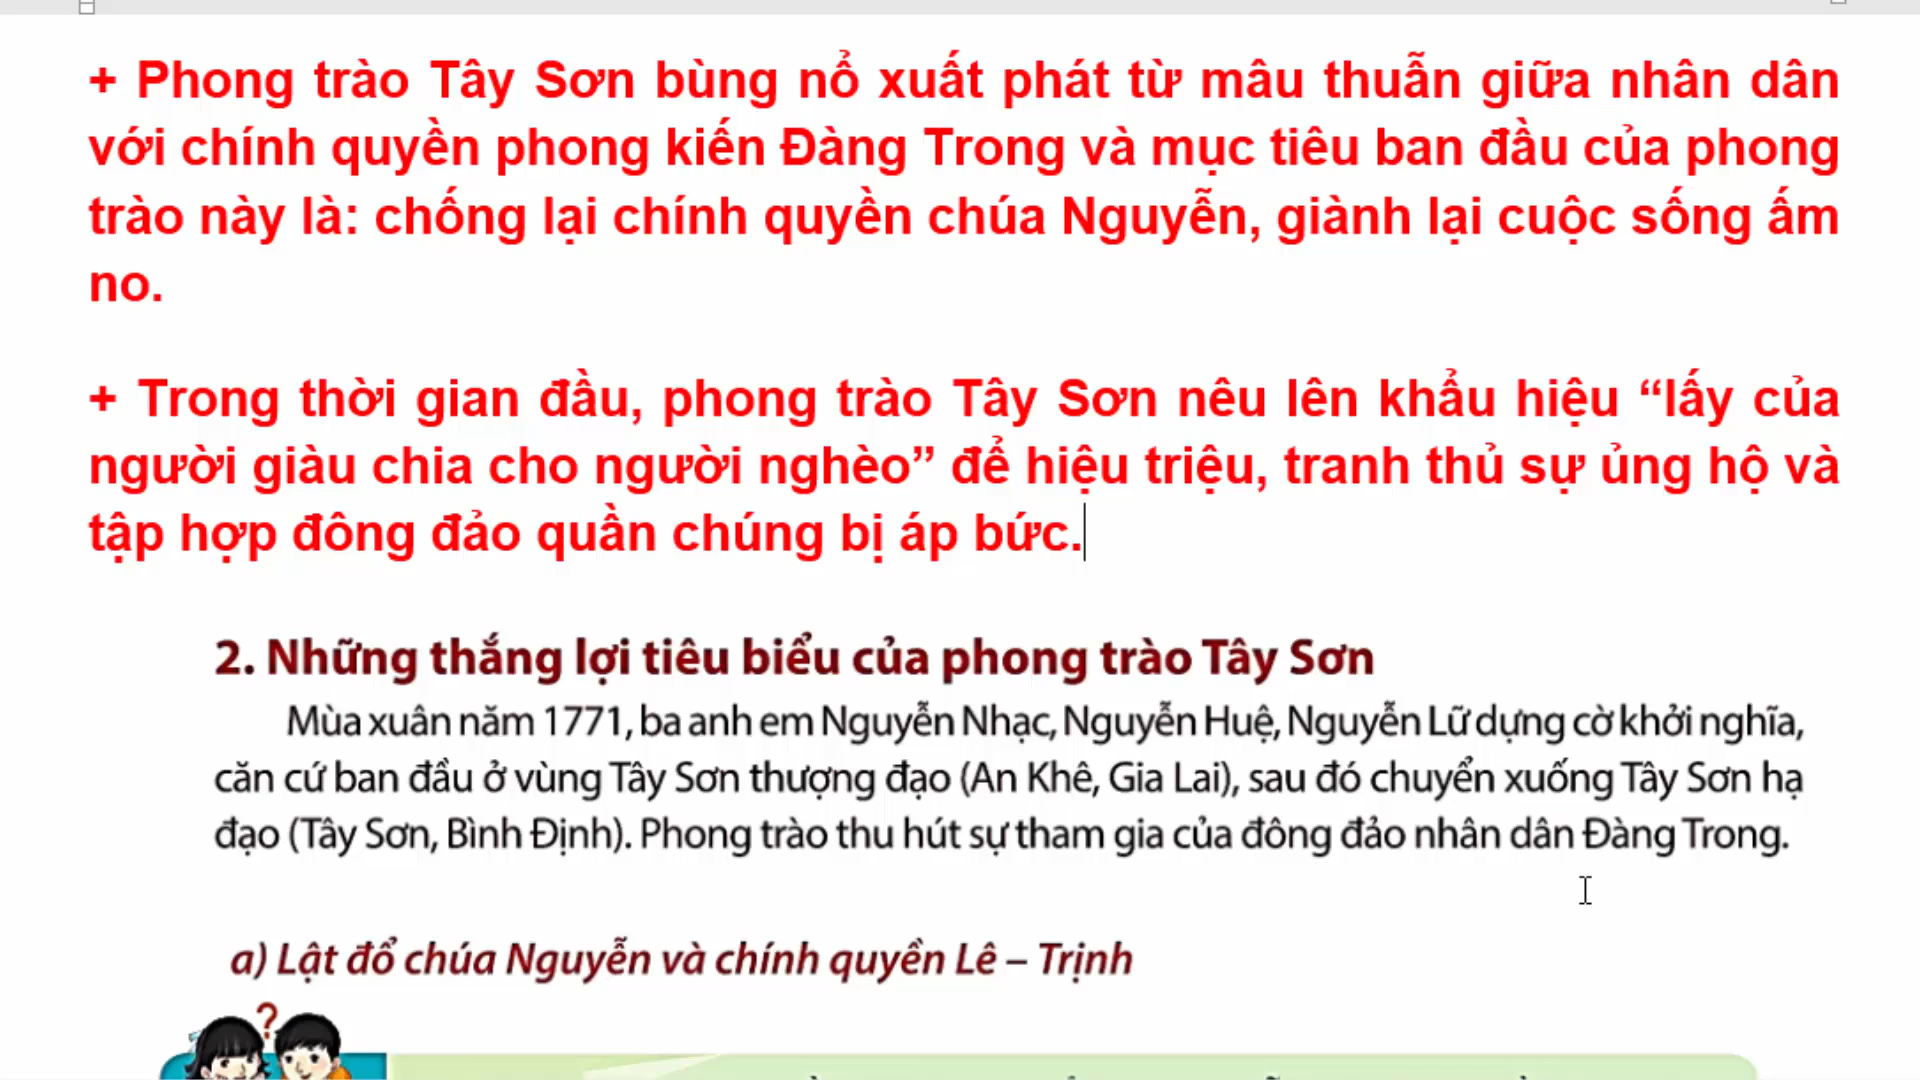 + Phong trào Tây Sơn bùng nổ xuất phát từ mâu thuẫn giữa nhân dân
với chính quyền phong kiến Đàng Trong và mục tiêu ban đầu của phong
trào này là: chống lại chính quyền chúa Nguyễn, giành lại cuộc sống ấm
no.
+ Trong thời gian đầu, phong trào Tây Sơn nêu lên khẩu hiệu “lấy của
người giàu chia cho người nghèo” để hiệu triệu, tranh thủ sự ủng hộ và
tập hợp đông đảo quần chúng bị áp bức.
2. Những thắng lợi tiêu biểu của phong trào Tây Sơn
Mùa xuân năm 1771, ba anh em Nguyễn Nhạc, Nguyễn Huệ, Nguyễn Lữ dựng cờ khởi nghĩa,
căn cứ ban đầu ở vùng Tây Sơn thượng đạo (An Khê, Gia Lai), sau đó chuyển xuống Tây Sơn hạ
đạo (Tây Sơn, Bình Định). Phong trào thu hút sự tham gia của đông đảo nhân dân Đàng Trong.
a) Lật đổ chúa Nguyễn và chính quyền Lê – Trịnh
?